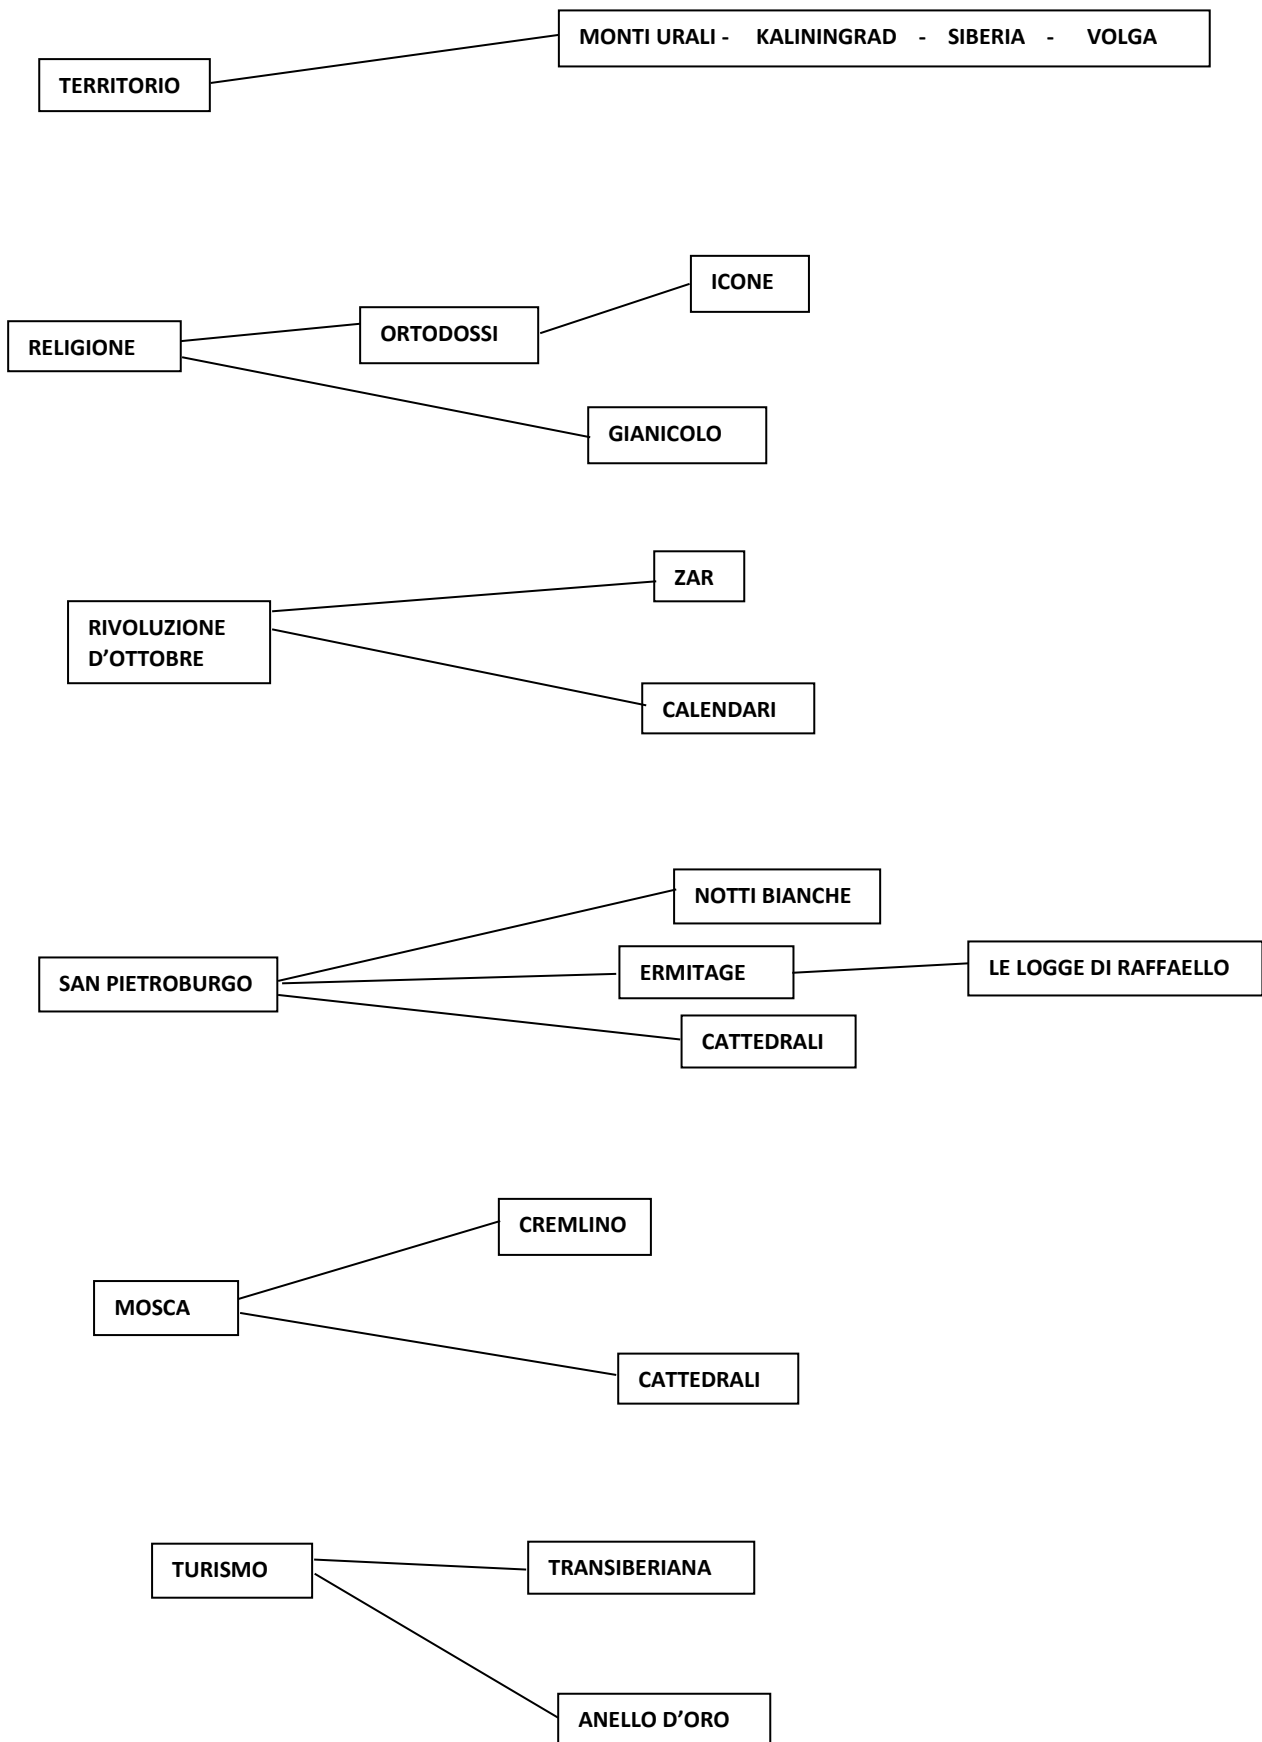 MONTI URALI - KALININGRAD - SIBERIA - VOLGA
TERRITORIO
ICONE
ORTODOSSI
RELIGIONE
GIANICOLO
ZAR
RIVOLUZIONE
D'OTTOBRE
CALENDARI
NOTTI BIANCHE
LE LOGGE DI RAFFAELLO
ERMITAGE
SAN PIETROBURGO
CATTEDRALI
CREMLINO
MOSCA
CATTEDRALI
TURISMO
TRANSIBERIANA
ANELLO D'ORO